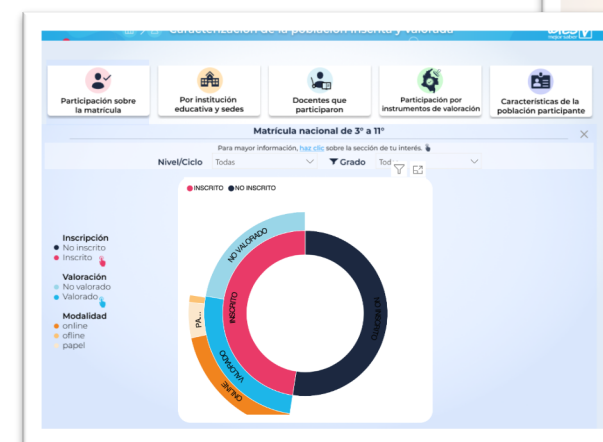 Caracterización de la población inscrita y valorada
Participación sobre
la matrícula
Por institución
educativa y sedes
Docentes que
participaron
Participación por
instrumentos de valoración
Características de la
población participante
Matrícula nacional de 3° a 11°
Para mayor información, haz clic sobre la sección de tu interés.
Nivel/Ciclo Todas Grado
INSCRITO NO INSCRITO
Inscripción
No inscrito
Inscrito
Valoración
No valorado
Valorado
Modalidad
online
ofline
papel
NO VALORADO
INSCRITO
NO INSCRITO
PA...
VALORADO
ONLINE